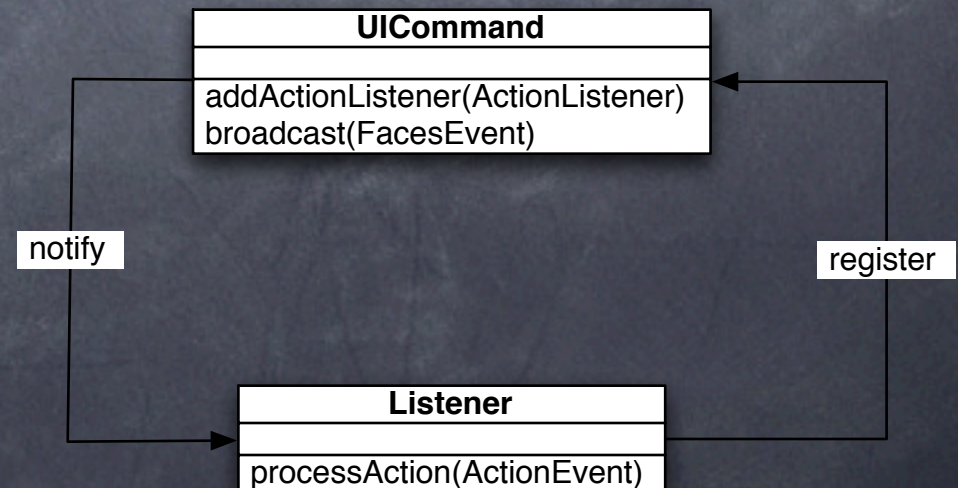 UICommand
addActionListener(ActionListener)
broadcast(FacesEvent)
notify
register
Listener
processAction(ActionEvent)